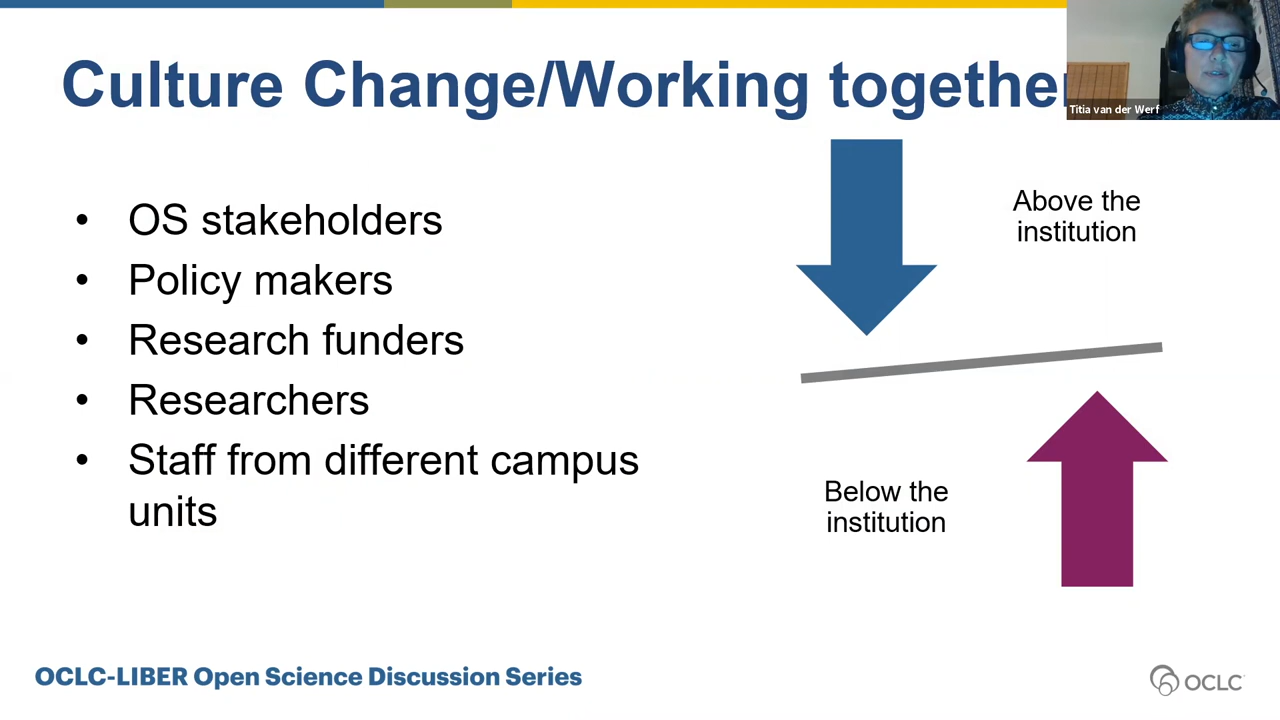 Culture Change/Working together
Titia van der Werf
• OS stakeholders
• Policy makers
• Research funders
• Researchers
• Staff from different campus
units
Above the
institution
Below the
institution
OCLC-LIBER Open Science Discussion Series
OCLC